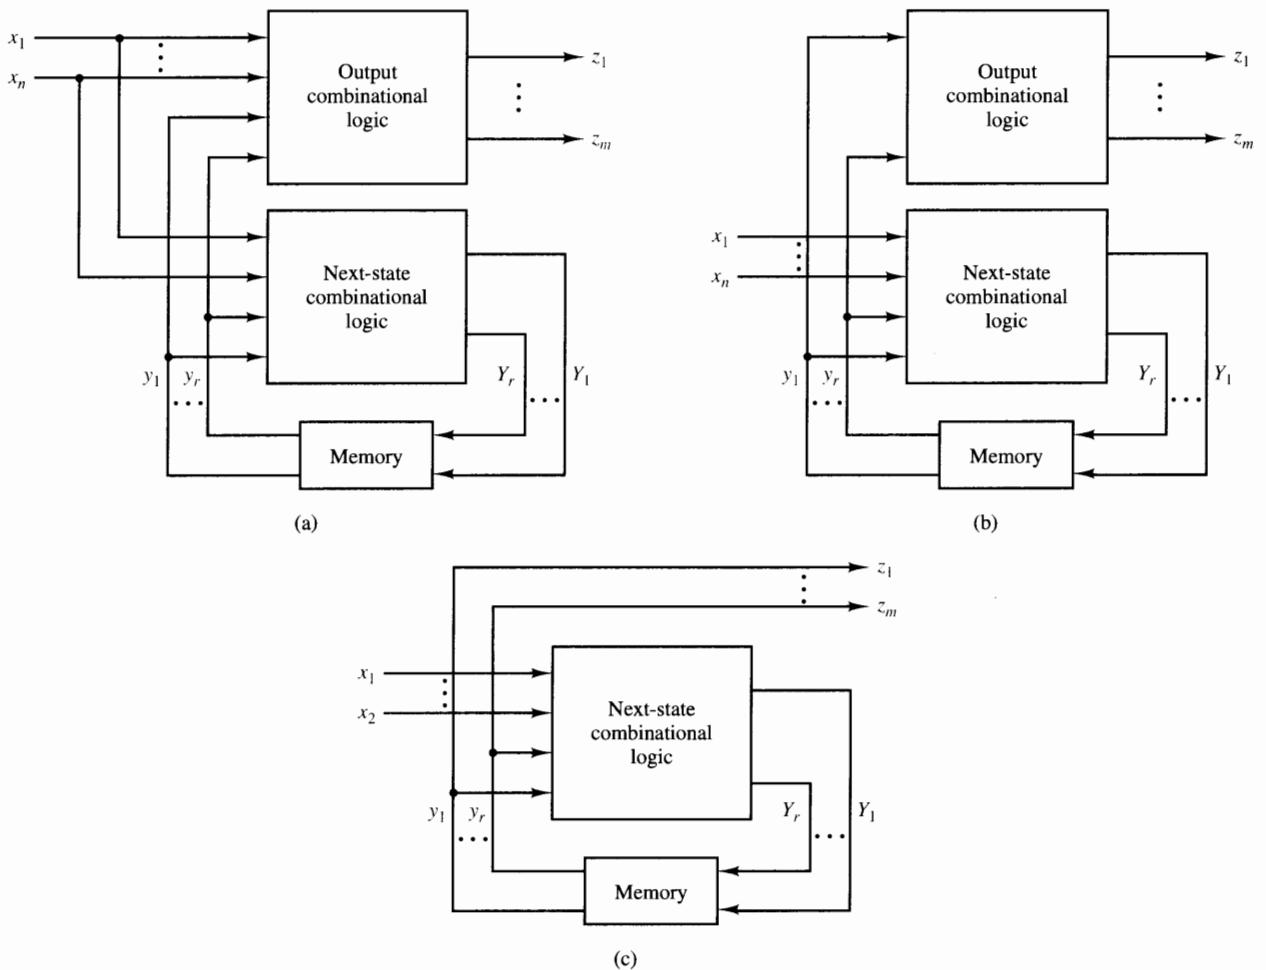 x1
xn
Output
combinational
logic
z1
zm
Next-state
combinational
logic
y1 yr
Yr Y1
Memory
(a)
Output
combinational
logic
z1
zm
x1
xn
Next-state
combinational
logic
y1 yr
Yr Y1
Memory
(b)
z1
zm
x1
x2
Next-state
combinational
logic
y1 yr
Yr Y1
Memory
(c)